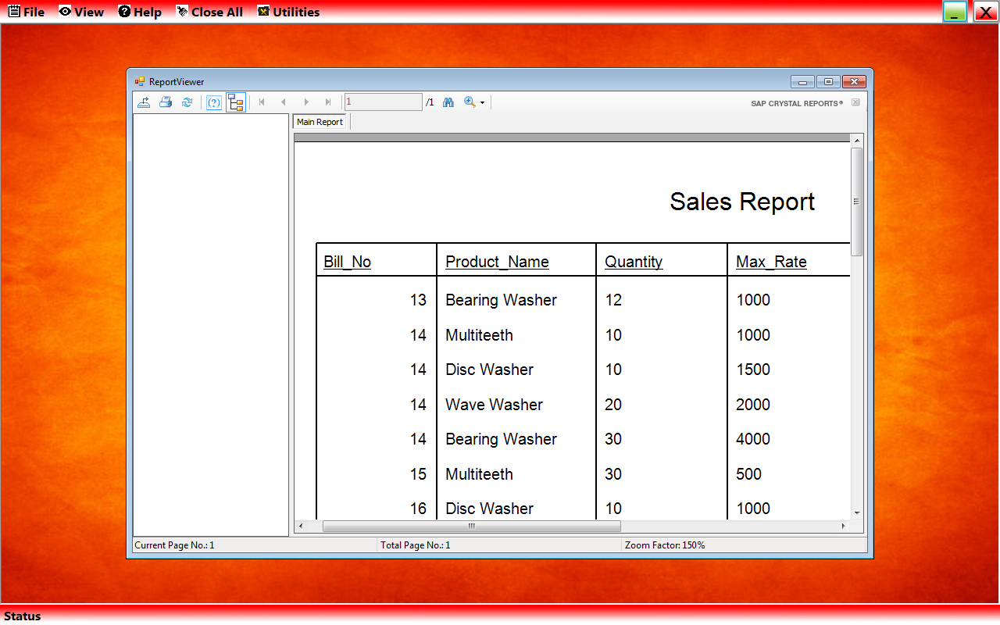 File View Help Close All Utilities
_ X
ReportViewer
(?) 1 /1 SAP CRYSTAL REPORTS®
Main Report
Sales Report
Bill_No Product_Name Quantity Max_Rate
13 Bearing Washer 12 1000
14 Multiteeth 10 1000
14 Disc Washer 10 1500
14 Wave Washer 20 2000
14 Bearing Washer 30 4000
15 Multiteeth 30 500
16 Disc Washer 10 1000
Current Page No.: 1 Total Page No.: 1 Zoom Factor: 150%
Status